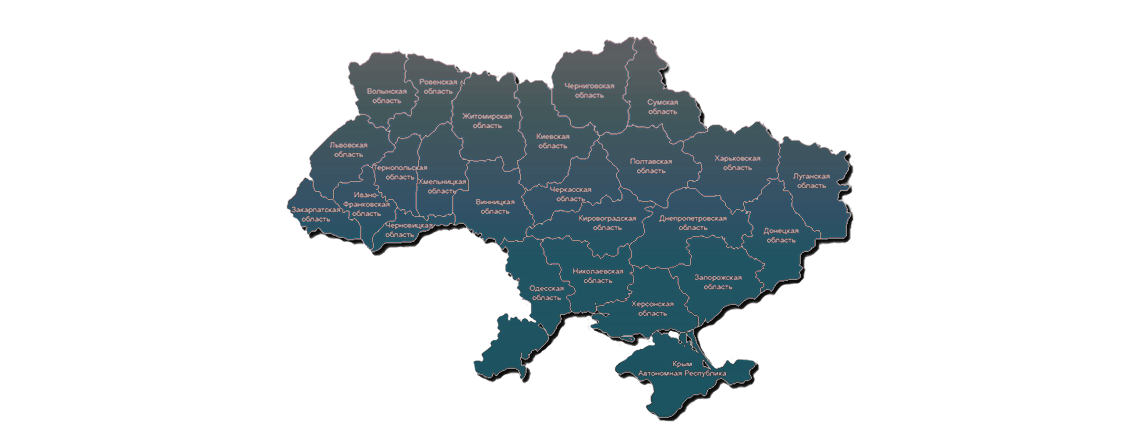 Волынская
область
Ровенская
область
Житомирская
область
Киевская
область
Черниговская
область
Сумская
область
Львовская
область
Тернопольская
область
Хмельницкая
область
Ивано-
Франковская
область
Закарпатская
область
Черновицкая
область
Винницкая
область
Черкасская
область
Полтавская
область
Харьковская
область
Луганская
область
Кировоградская
область
Днепропетровская
область
Донецкая
область
Одесская
область
Николаевская
область
Запорожская
область
Херсонская
область
Крым
Автономная Республика